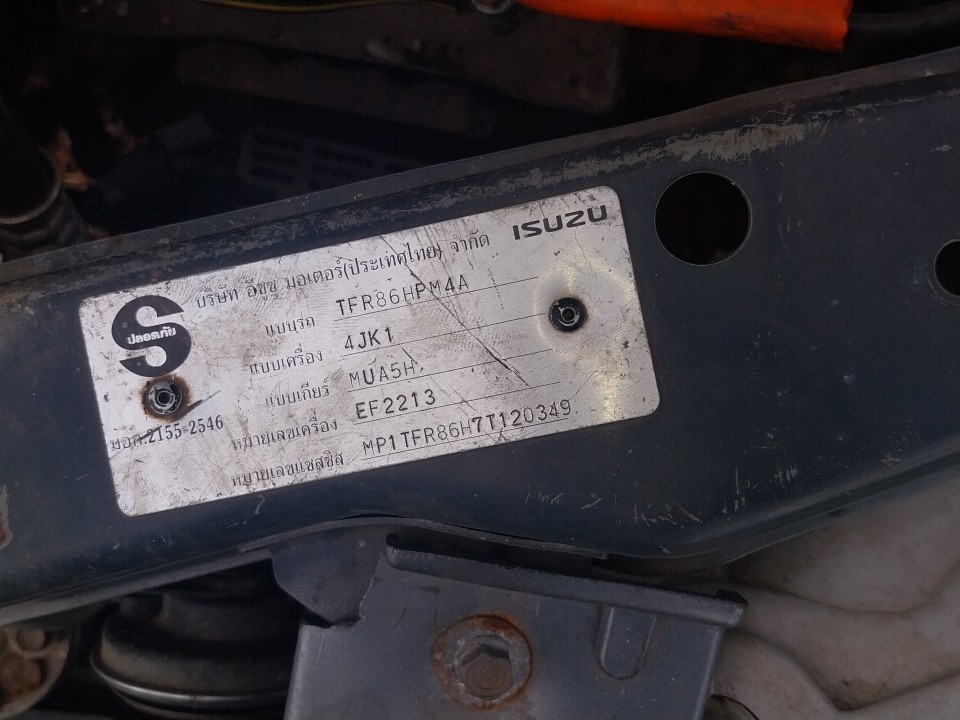 ISUZU
บริษัท อีซูซุ มอเตอร์(ประเทศไทย) จำกัด
S
ปลอดภัย
แบบรถ TFR86HPM4A
แบบเครื่อง 4JK1
แบบเกียร์ MUA5H
มอก.2155-2546
หมายเลขเครื่อง EF2213
หมายเลขแชสซิส MP1TFR86H7T120349